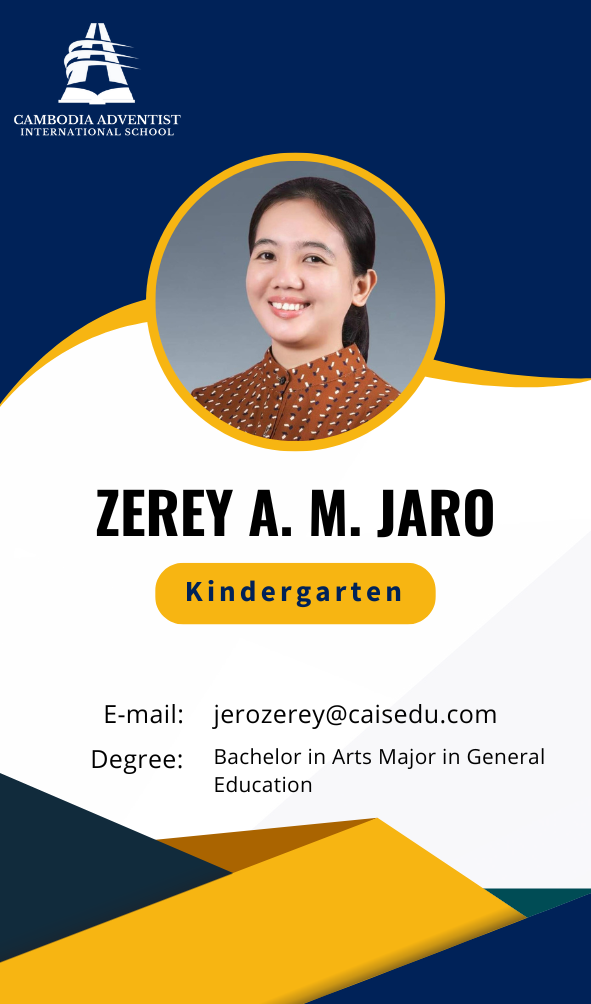 CAMBODIA ADVENTIST
INTERNATIONAL SCHOOL
ZEREY A. M. JARO
Kindergarten
E-mail: jerozerey@caisedu.com
Degree: Bachelor in Arts Major in General
Education